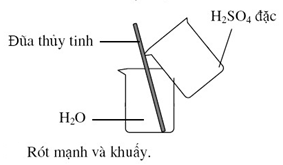 H₂SO₄ đặc
Đũa thủy tinh
H₂O
Rót mạnh và khuấy.